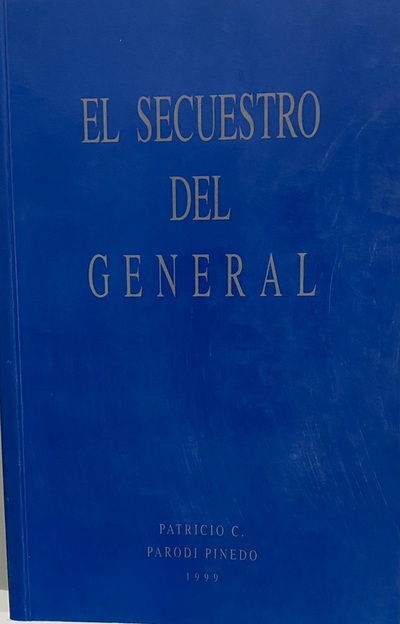 EL SECUESTRO
DEL
GENERAL
PATRICIO C.
PARODI PINEDO
1999